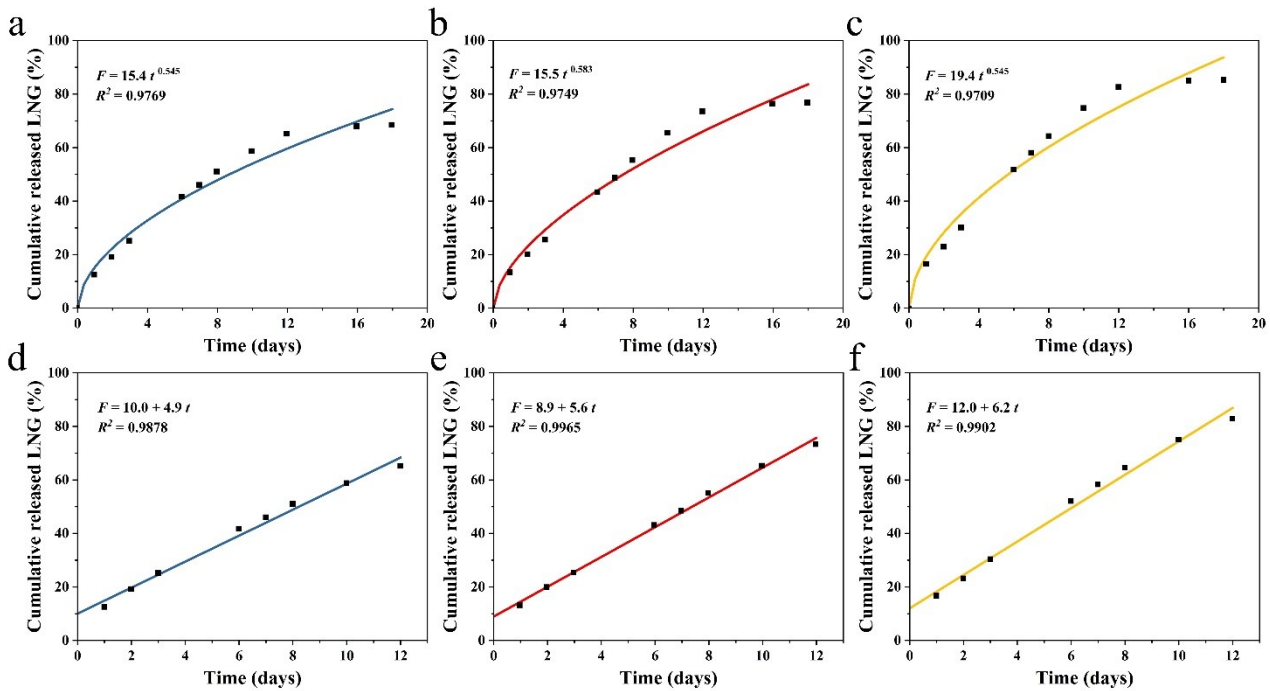 a
Cumulative released LNG (%)
100
80
60
40
20
0
F = 15.4 t 0.545
R2 = 0.9769
0 4 8 12 16 20
Time (days)
b
Cumulative released LNG (%)
100
80
60
40
20
0
F = 15.5 t 0.583
R2 = 0.9749
0 4 8 12 16 20
Time (days)
c
Cumulative released LNG (%)
100
80
60
40
20
0
F = 19.4 t 0.545
R2 = 0.9709
0 4 8 12 16 20
Time (days)
d
Cumulative released LNG (%)
100
80
60
40
20
0
F = 10.0 + 4.9 t
R2 = 0.9878
0 2 4 6 8 10 12
Time (days)
e
Cumulative released LNG (%)
100
80
60
40
20
0
F = 8.9 + 5.6 t
R2 = 0.9965
0 2 4 6 8 10 12
Time (days)
f
Cumulative released LNG (%)
100
80
60
40
20
0
F = 12.0 + 6.2 t
R2 = 0.9902
0 2 4 6 8 10 12
Time (days)